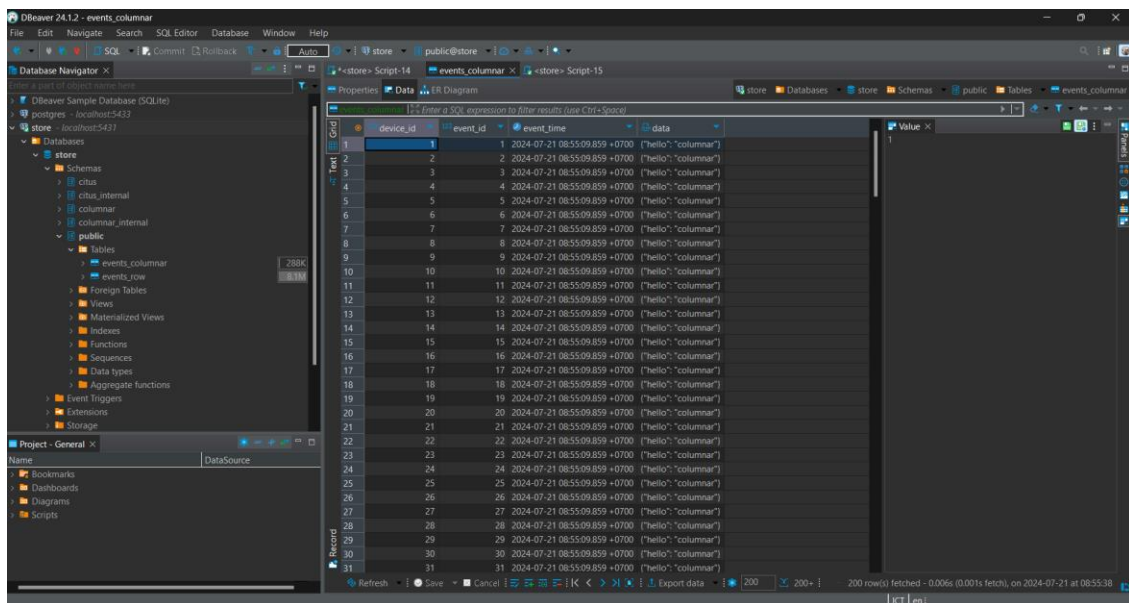 DBeaver 24.1.2 - events_columnar
File Edit Navigate Search SQL Editor Database Window Help
SQL Commit Rollback Auto store public@store
Database Navigator
*<store> Script-14 events_columnar <store> Script-15
Enter a part of object name here
Properties Data ER Diagram store Databases store Schemas public Tables events_columnar
DBeaver Sample Database (SQLite)
postgres - localhost:5433
store - localhost:5431
Databases
store
Schemas
citus
citus_internal
columnar
columnar_internal
public
Tables
events_columnar 288K
events_row 8.1M
Foreign Tables
Views
Materialized Views
Indexes
Functions
Sequences
Data types
Aggregate functions
Event Triggers
Extensions
Storage
Project - General
Name DataSource
Bookmarks
Dashboards
Diagrams
Scripts
events_columnar Enter a SQL expression to filter results (use Ctrl+Space)
Grid
Text
Record
device_id event_id event_time data
1 1 1 2024-07-21 08:55:09.859 +0700 {"hello": "columnar"}
2 2 2 2024-07-21 08:55:09.859 +0700 {"hello": "columnar"}
3 3 3 2024-07-21 08:55:09.859 +0700 {"hello": "columnar"}
4 4 4 2024-07-21 08:55:09.859 +0700 {"hello": "columnar"}
5 5 5 2024-07-21 08:55:09.859 +0700 {"hello": "columnar"}
6 6 6 2024-07-21 08:55:09.859 +0700 {"hello": "columnar"}
7 7 7 2024-07-21 08:55:09.859 +0700 {"hello": "columnar"}
8 8 8 2024-07-21 08:55:09.859 +0700 {"hello": "columnar"}
9 9 9 2024-07-21 08:55:09.859 +0700 {"hello": "columnar"}
10 10 10 2024-07-21 08:55:09.859 +0700 {"hello": "columnar"}
11 11 11 2024-07-21 08:55:09.859 +0700 {"hello": "columnar"}
12 12 12 2024-07-21 08:55:09.859 +0700 {"hello": "columnar"}
13 13 13 2024-07-21 08:55:09.859 +0700 {"hello": "columnar"}
14 14 14 2024-07-21 08:55:09.859 +0700 {"hello": "columnar"}
15 15 15 2024-07-21 08:55:09.859 +0700 {"hello": "columnar"}
16 16 16 2024-07-21 08:55:09.859 +0700 {"hello": "columnar"}
17 17 17 2024-07-21 08:55:09.859 +0700 {"hello": "columnar"}
18 18 18 2024-07-21 08:55:09.859 +0700 {"hello": "columnar"}
19 19 19 2024-07-21 08:55:09.859 +0700 {"hello": "columnar"}
20 20 20 2024-07-21 08:55:09.859 +0700 {"hello": "columnar"}
21 21 21 2024-07-21 08:55:09.859 +0700 {"hello": "columnar"}
22 22 22 2024-07-21 08:55:09.859 +0700 {"hello": "columnar"}
23 23 23 2024-07-21 08:55:09.859 +0700 {"hello": "columnar"}
24 24 24 2024-07-21 08:55:09.859 +0700 {"hello": "columnar"}
25 25 25 2024-07-21 08:55:09.859 +0700 {"hello": "columnar"}
26 26 26 2024-07-21 08:55:09.859 +0700 {"hello": "columnar"}
27 27 27 2024-07-21 08:55:09.859 +0700 {"hello": "columnar"}
28 28 28 2024-07-21 08:55:09.859 +0700 {"hello": "columnar"}
29 29 29 2024-07-21 08:55:09.859 +0700 {"hello": "columnar"}
30 30 30 2024-07-21 08:55:09.859 +0700 {"hello": "columnar"}
31 31 31 2024-07-21 08:55:09.859 +0700 {"hello": "columnar"}
Value
1
Panels
Refresh Save Cancel Export data 200 200+ 200 row(s) fetched - 0.006s (0.001s fetch), on 2024-07-21 at 08:55:38
ICT en